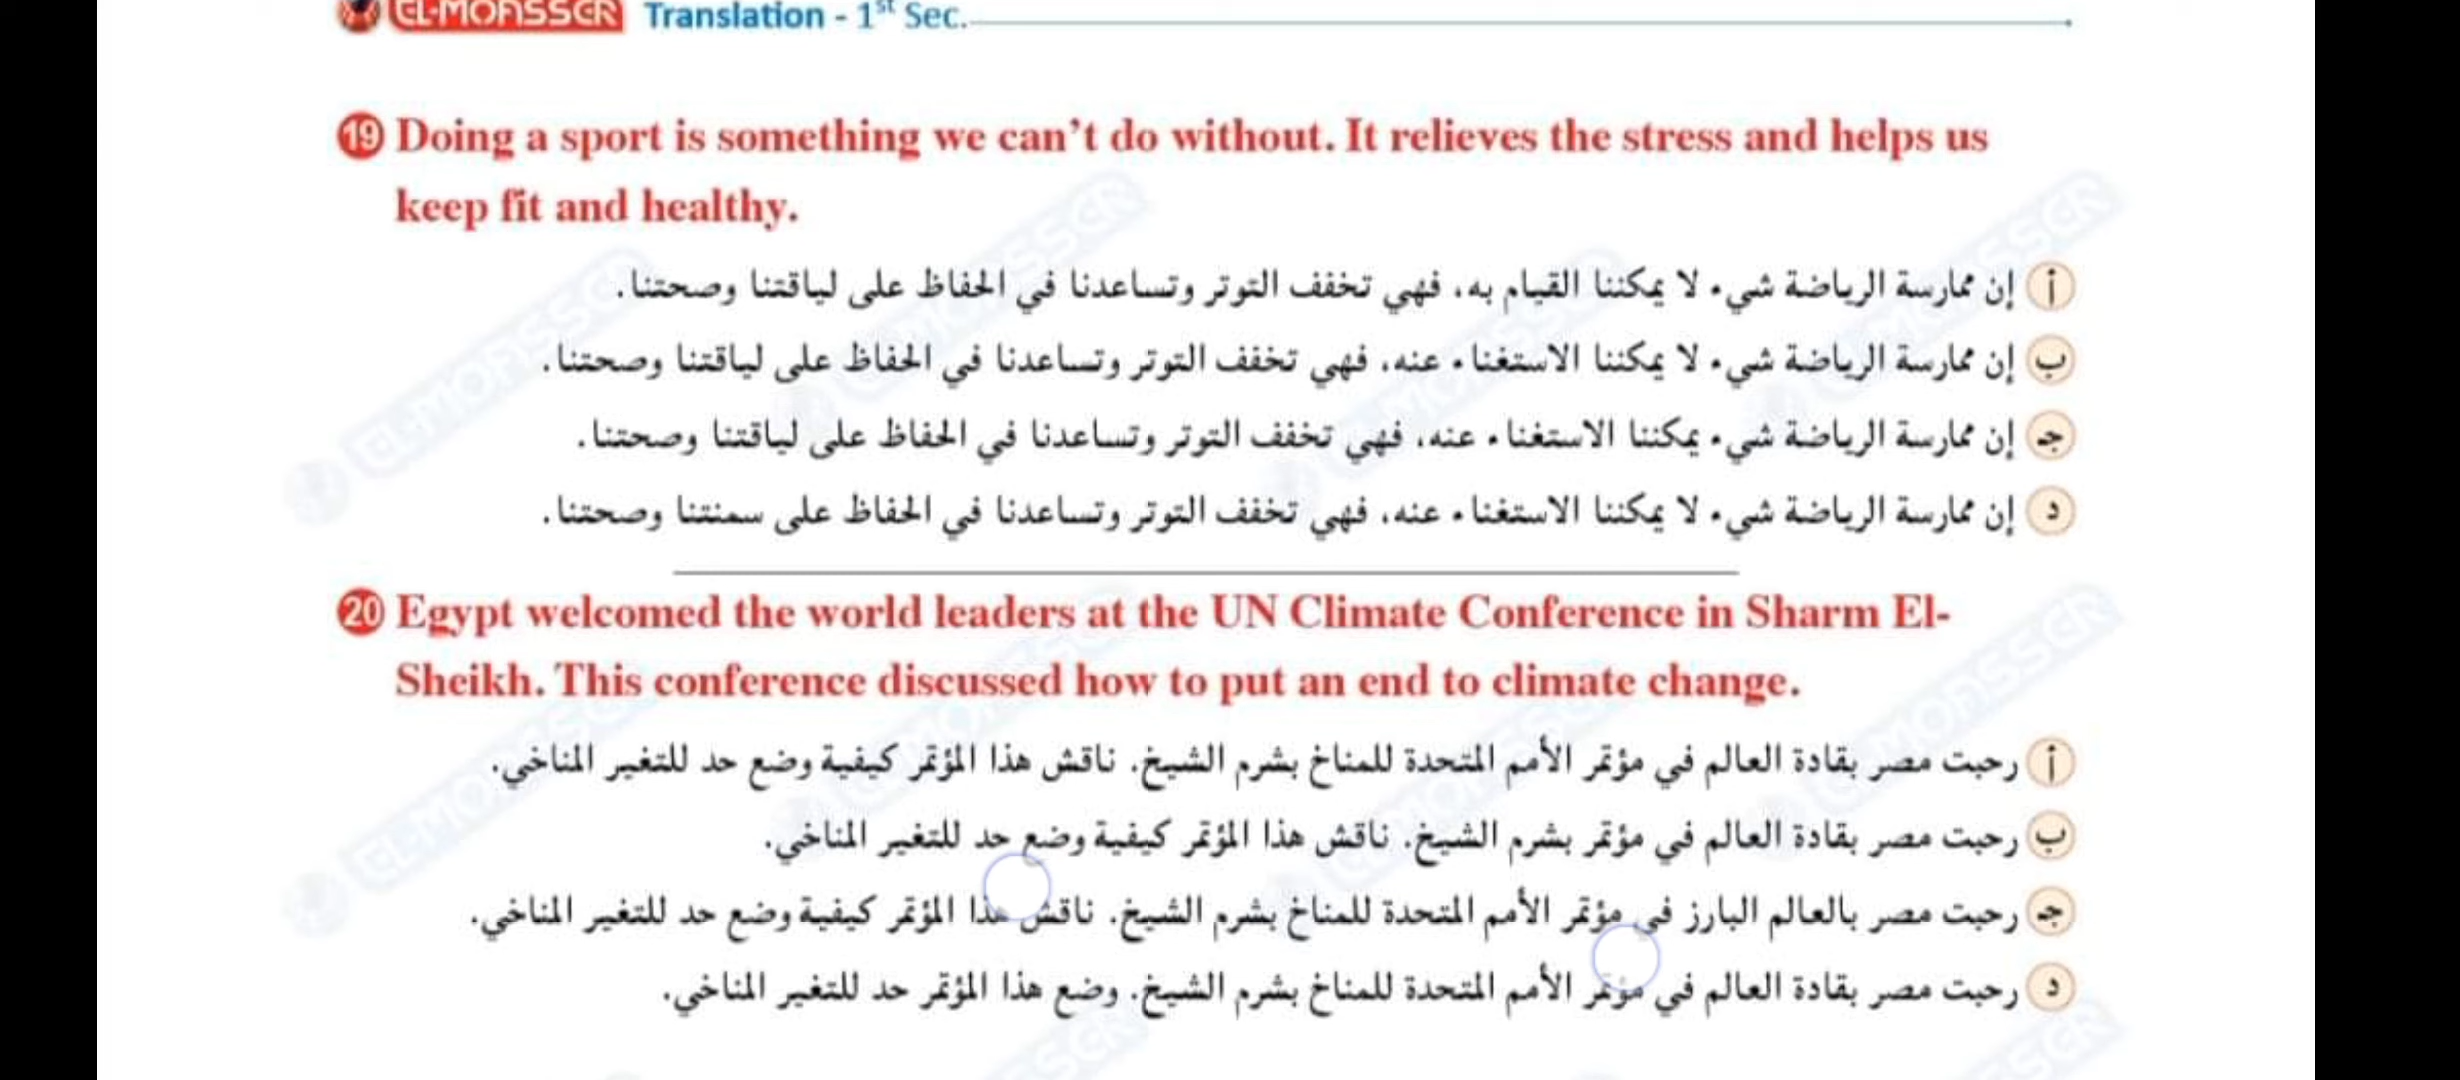 EL-MOASSER Translation - 1st Sec.
19 Doing a sport is something we can't do without. It relieves the stress and helps us
keep fit and healthy.
أ إن ممارسة الرياضة شيء لا يمكننا القيام به، فهي تخفف التوتر وتساعدنا في الحفاظ على لياقتنا وصحتنا.
ب إن ممارسة الرياضة شيء لا يمكننا الاستغناء عنه، فهي تخفف التوتر وتساعدنا في الحفاظ على لياقتنا وصحتنا.
جـ إن ممارسة الرياضة شيء يمكننا الاستغناء عنه، فهي تخفف التوتر وتساعدنا في الحفاظ على لياقتنا وصحتنا.
د إن ممارسة الرياضة شيء لا يمكننا الاستغناء عنه، فهي تخفف التوتر وتساعدنا في الحفاظ على سمنتنا وصحتنا.
20 Egypt welcomed the world leaders at the UN Climate Conference in Sharm El-
Sheikh. This conference discussed how to put an end to climate change.
أ رحبت مصر بقادة العالم في مؤتمر الأمم المتحدة للمناخ بشرم الشيخ. ناقش هذا المؤتمر كيفية وضع حد للتغير المناخي.
ب رحبت مصر بقادة العالم في مؤتمر بشرم الشيخ. ناقش هذا المؤتمر كيفية وضع حد للتغير المناخي.
جـ رحبت مصر بالعالم البارز في مؤتمر الأمم المتحدة للمناخ بشرم الشيخ. ناقش هذا المؤتمر كيفية وضع حد للتغير المناخي.
د رحبت مصر بقادة العالم في مؤتمر الأمم المتحدة للمناخ بشرم الشيخ. وضع هذا المؤتمر حد للتغير المناخي.